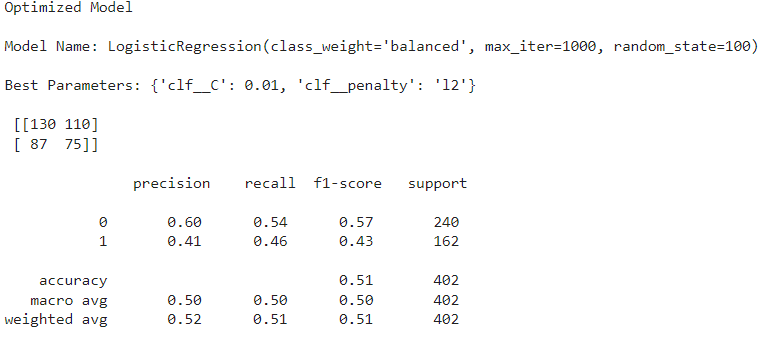 Optimized Model
Model Name: LogisticRegression(class_weight='balanced', max_iter=1000, random_state=100)
Best Parameters: {'clf__C': 0.01, 'clf__penalty': 'l2'}
[[130 110]
[ 87 75]]
precision recall f1-score support
0 0.60 0.54 0.57 240
1 0.41 0.46 0.43 162
accuracy 0.51 402
macro avg 0.50 0.50 0.50 402
weighted avg 0.52 0.51 0.51 402